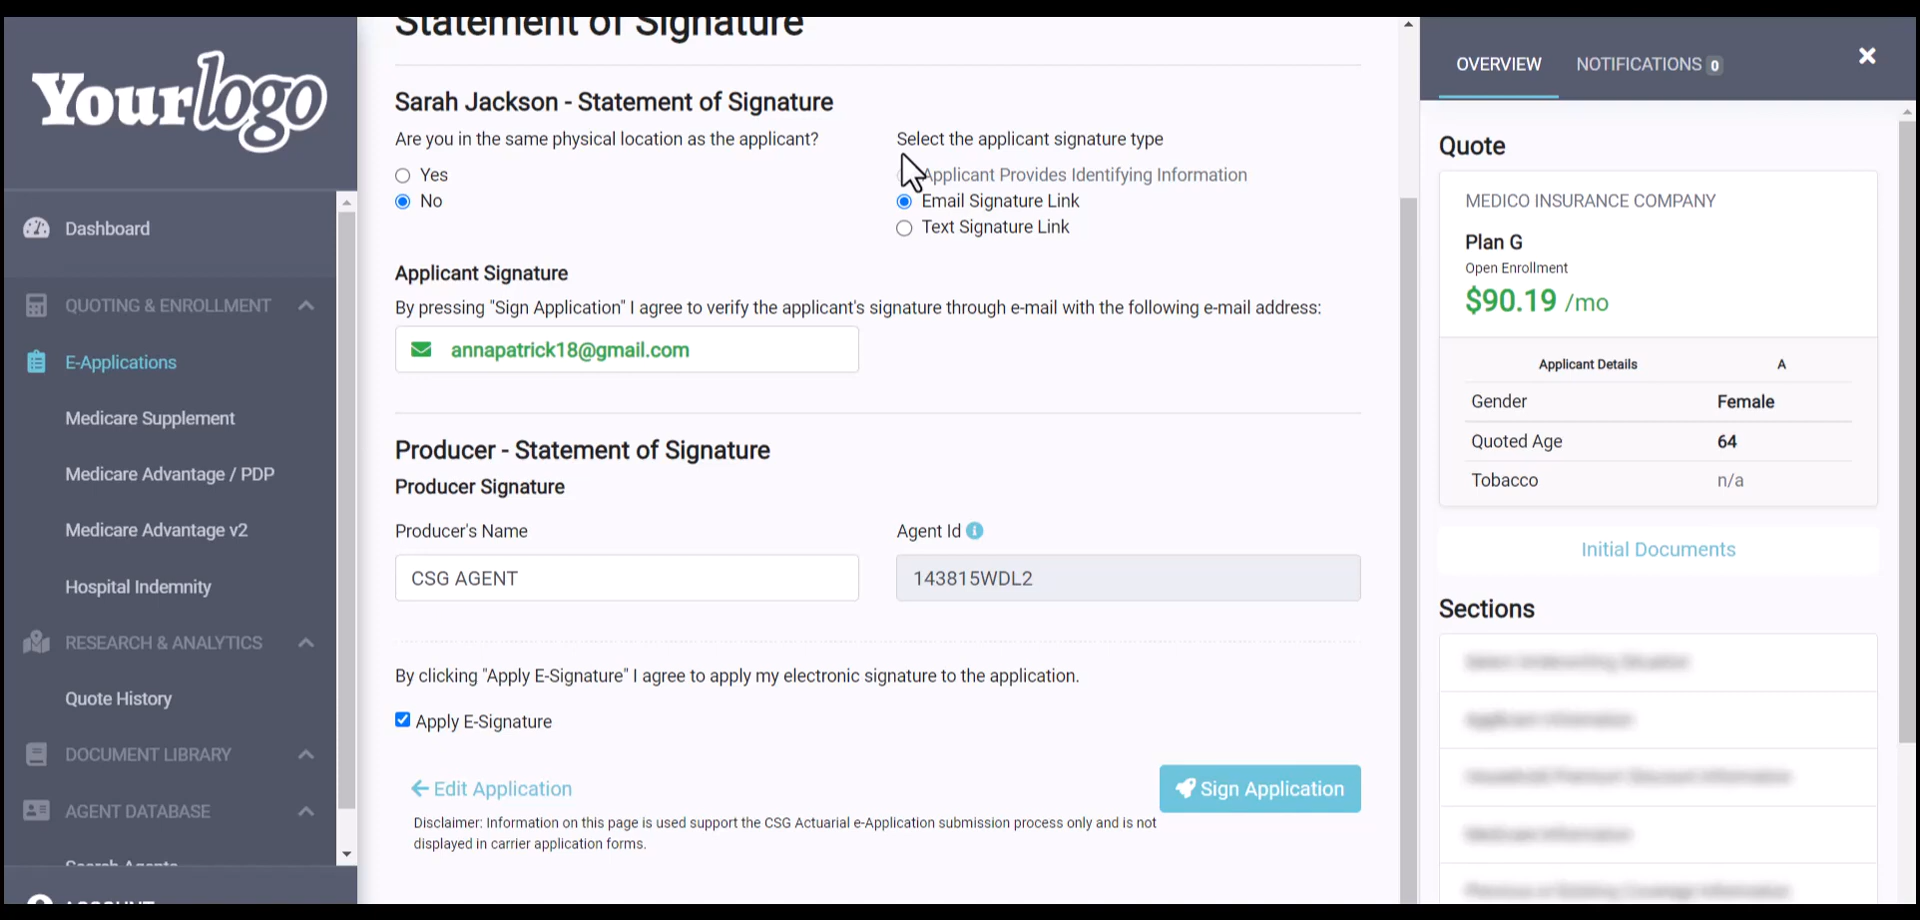 Yourlogo
Dashboard
QUOTING & ENROLLMENT
E-Applications
Medicare Supplement
Medicare Advantage / PDP
Medicare Advantage v2
Hospital Indemnity
RESEARCH & ANALYTICS
Quote History
DOCUMENT LIBRARY
AGENT DATABASE
Search Agents
ACCOUNT
Statement of Signature
Sarah Jackson - Statement of Signature
Are you in the same physical location as the applicant?
Yes
No
Select the applicant signature type
Applicant Provides Identifying Information
Email Signature Link
Text Signature Link
Applicant Signature
By pressing "Sign Application" I agree to verify the applicant's signature through e-mail with the following e-mail address:
annapatrick18@gmail.com
Producer - Statement of Signature
Producer Signature
Producer's Name
CSG AGENT
Agent Id
143815WDL2
By clicking "Apply E-Signature" I agree to apply my electronic signature to the application.
Apply E-Signature
Edit Application
Sign Application
Disclaimer: Information on this page is used support the CSG Actuarial e-Application submission process only and is not
displayed in carrier application forms.
OVERVIEW
NOTIFICATIONS 0
Quote
MEDICO INSURANCE COMPANY
Plan G
Open Enrollment
$90.19 /mo
Applicant Details A
Gender Female
Quoted Age 64
Tobacco n/a
Initial Documents
Sections